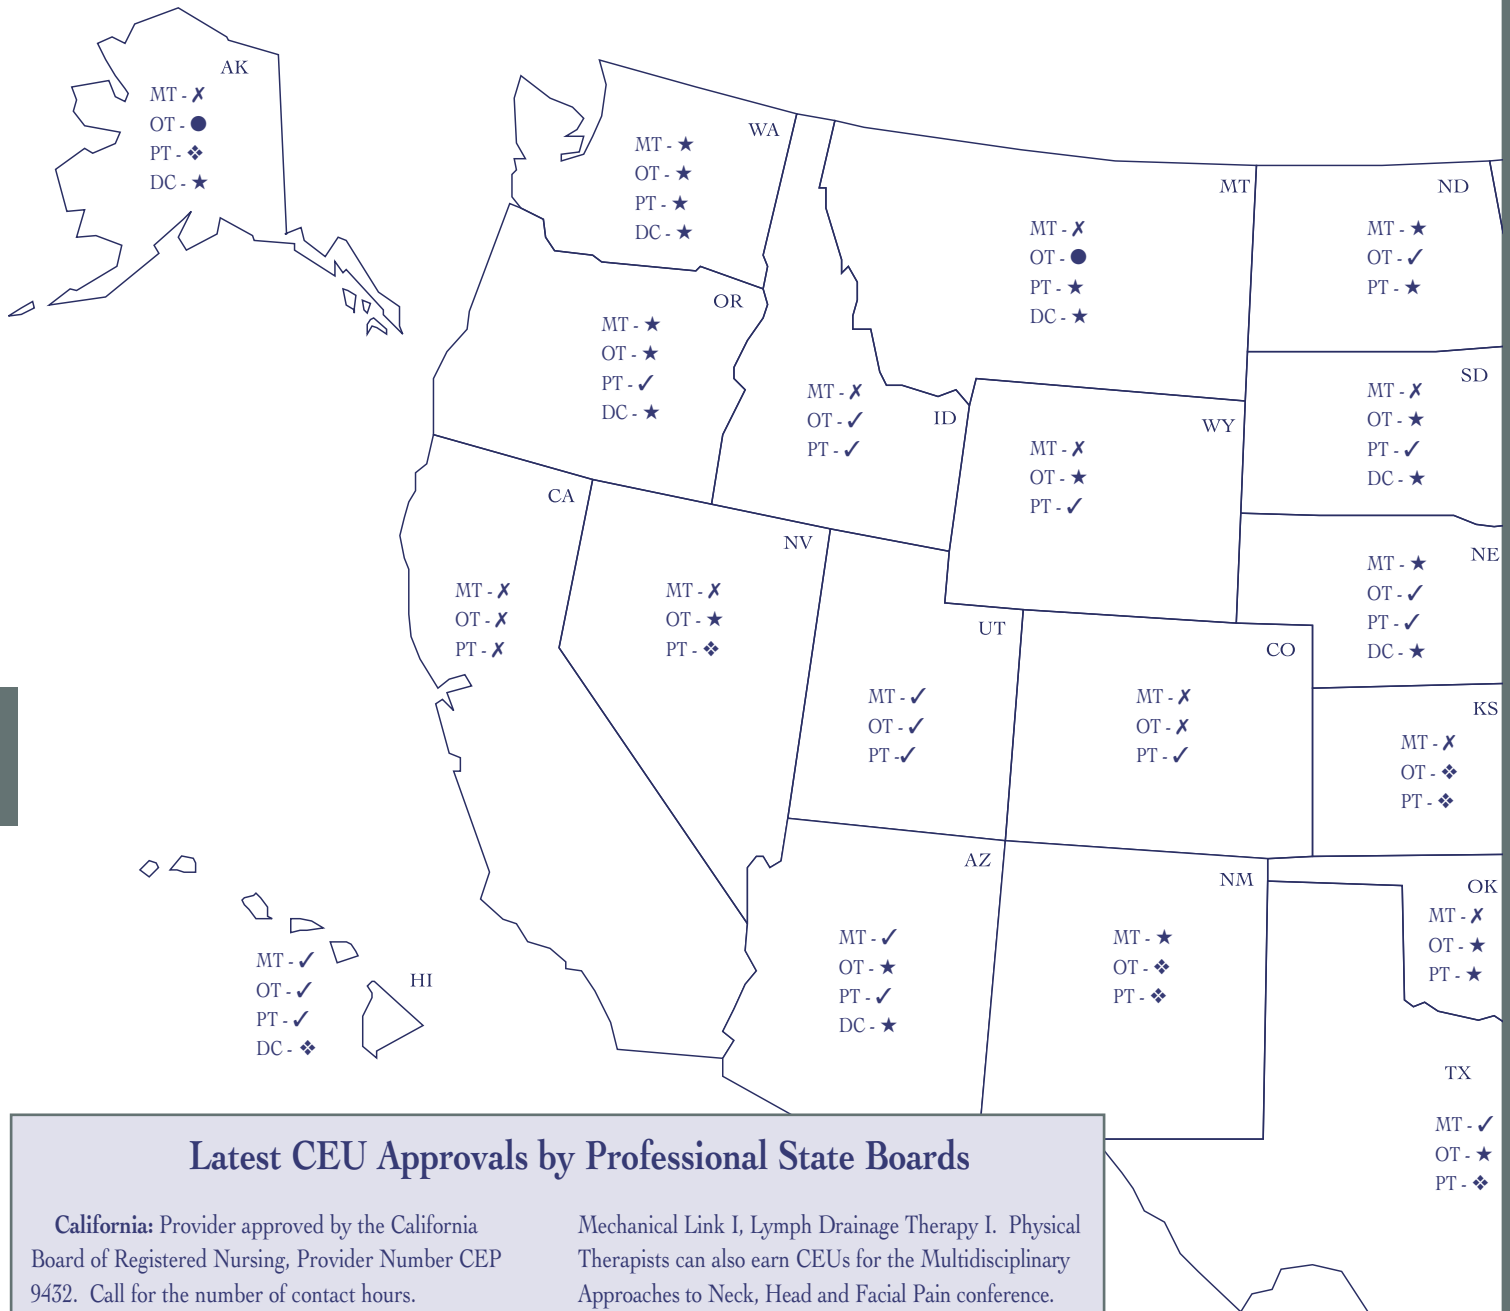 AK
MT - ✗
OT - ●
PT - ❖
DC - ★
WA
MT - ★
OT - ★
PT - ★
DC - ★
OR
MT - ★
OT - ★
PT - ✓
DC - ★
MT
MT - ✗
OT - ●
PT - ★
DC - ★
ND
MT - ★
OT - ✓
PT - ★
ID
MT - ✗
OT - ✓
PT - ✓
WY
MT - ✗
OT - ★
PT - ✓
SD
MT - ✗
OT - ★
PT - ✓
DC - ★
CA
MT - ✗
OT - ✗
PT - ✗
NV
MT - ✗
OT - ★
PT - ❖
NE
MT - ★
OT - ✓
PT - ✓
DC - ★
UT
MT - ✓
OT - ✓
PT -✓
CO
MT - ✗
OT - ✗
PT - ✓
KS
MT - ✗
OT - ❖
PT - ❖
AZ
MT - ✓
OT - ★
PT - ✓
DC - ★
NM
MT - ★
OT - ❖
PT - ❖
OK
MT - ✗
OT - ★
PT - ★
HI
MT - ✓
OT - ✓
PT - ✓
DC - ❖
TX
MT - ✓
OT - ★
PT - ❖
Latest CEU Approvals by Professional State Boards
California: Provider approved by the California
Board of Registered Nursing, Provider Number CEP
9432. Call for the number of contact hours.
Mechanical Link I, Lymph Drainage Therapy I. Physical
Therapists can also earn CEUs for the Multidisciplinary
Approaches to Neck, Head and Facial Pain conference.